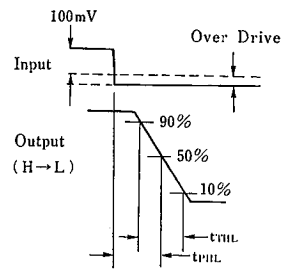 100mV
Over Drive
Input
Output
(H→L)
90%
50%
10%
tTHL
tPHL